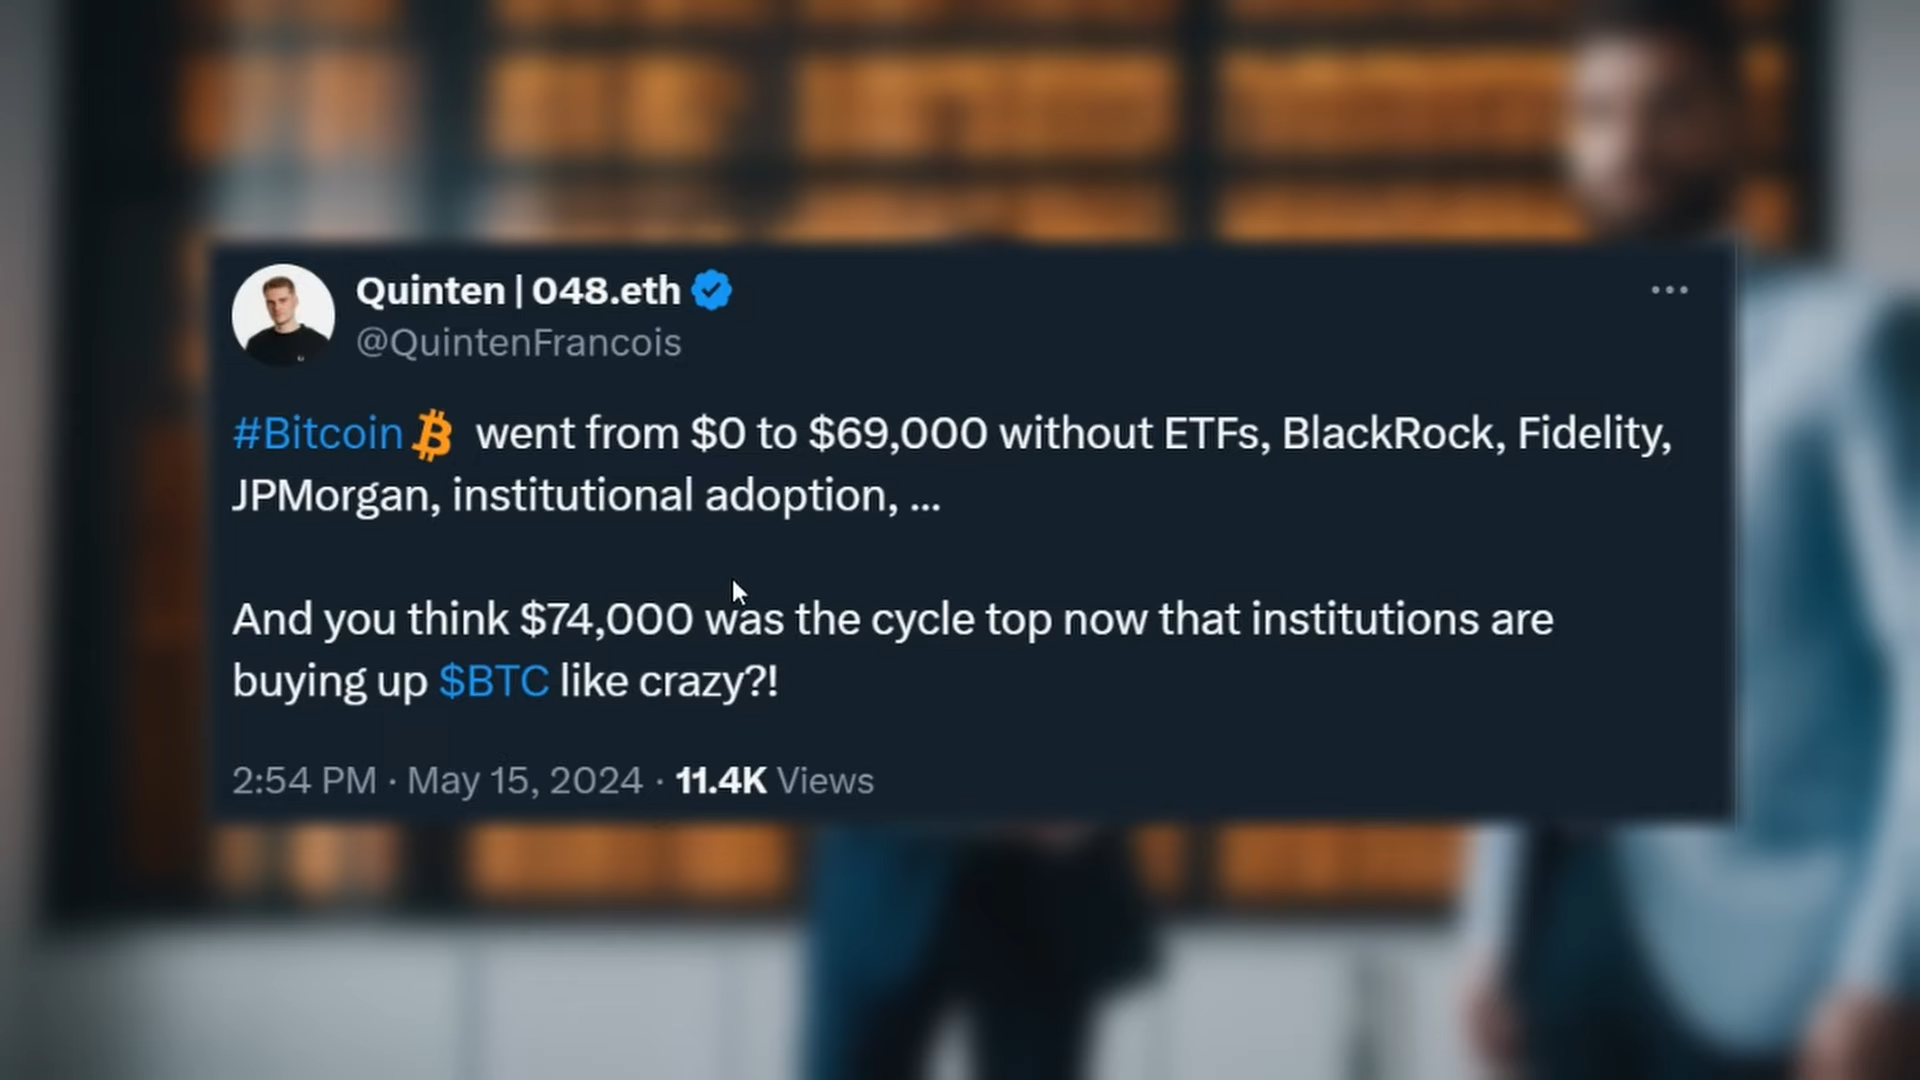 Quinten | 048.eth
@QuintenFrancois
#Bitcoin went from $0 to $69,000 without ETFs, BlackRock, Fidelity,
JPMorgan, institutional adoption, ...
And you think $74,000 was the cycle top now that institutions are
buying up $BTC like crazy?!
2:54 PM · May 15, 2024 · 11.4K Views